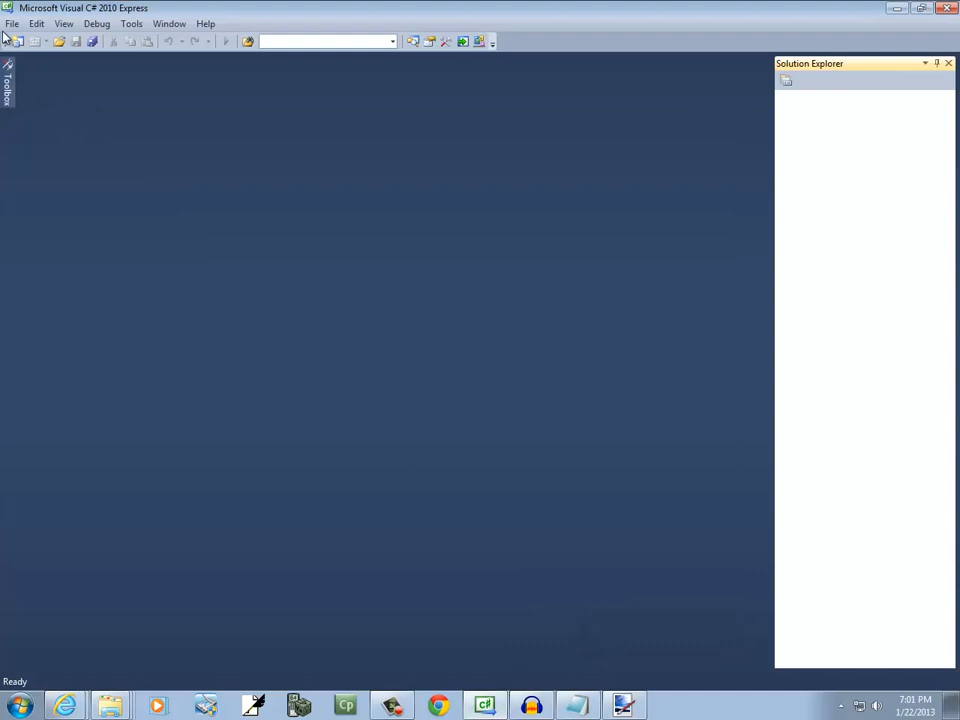 Microsoft Visual C# 2010 Express
File Edit View Debug Tools Window Help
Toolbox
Solution Explorer
Ready
Cp
C#
7:01 PM
1/22/2013